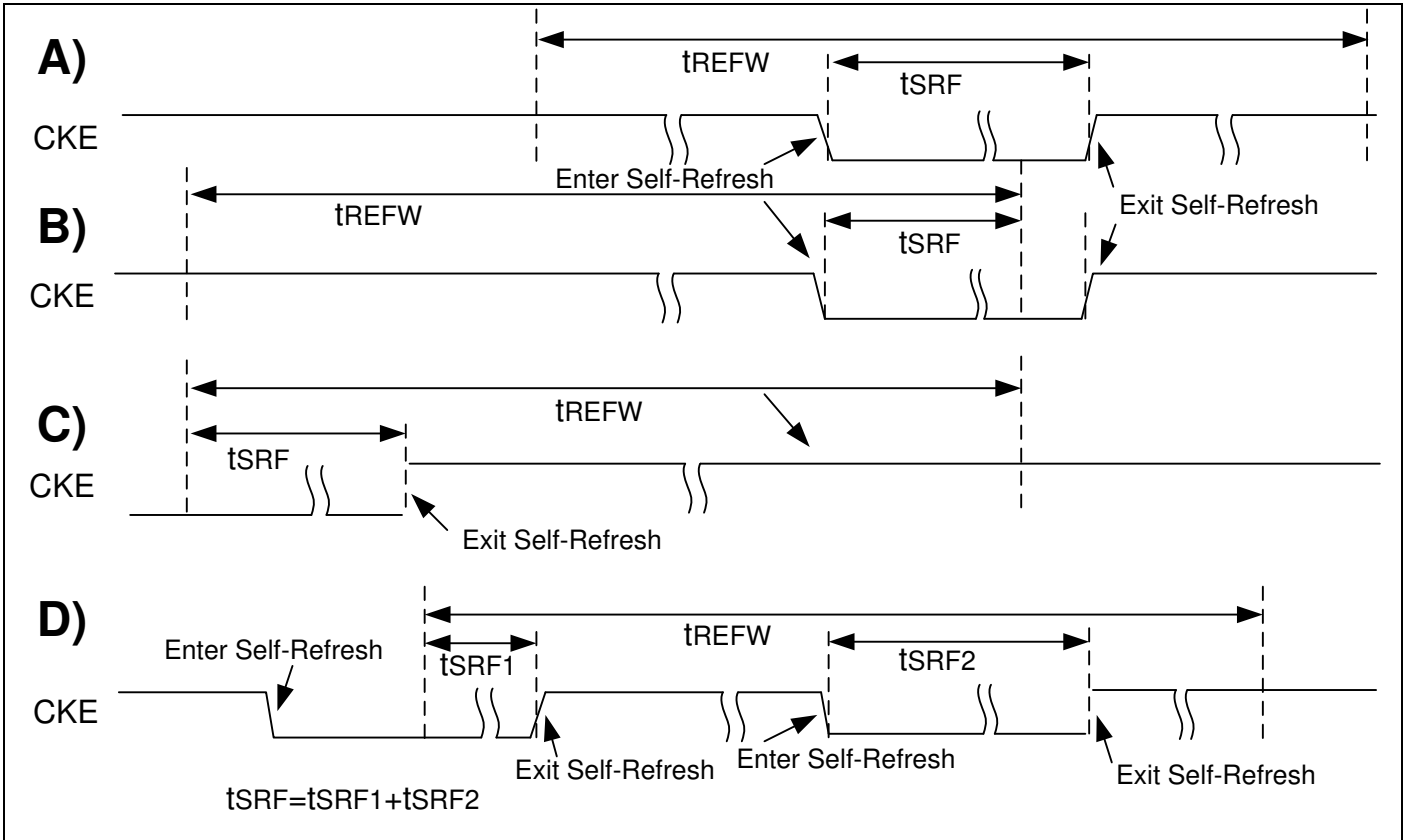 A)
tREFW
tSRF
CKE
Enter Self-Refresh
Exit Self-Refresh
B)
tREFW
tSRF
CKE
C)
tREFW
tSRF
CKE
Exit Self-Refresh
D)
Enter Self-Refresh
tREFW
tSRF1
tSRF2
CKE
Exit Self-Refresh
Enter Self-Refresh
Exit Self-Refresh
tSRF=tSRF1+tSRF2